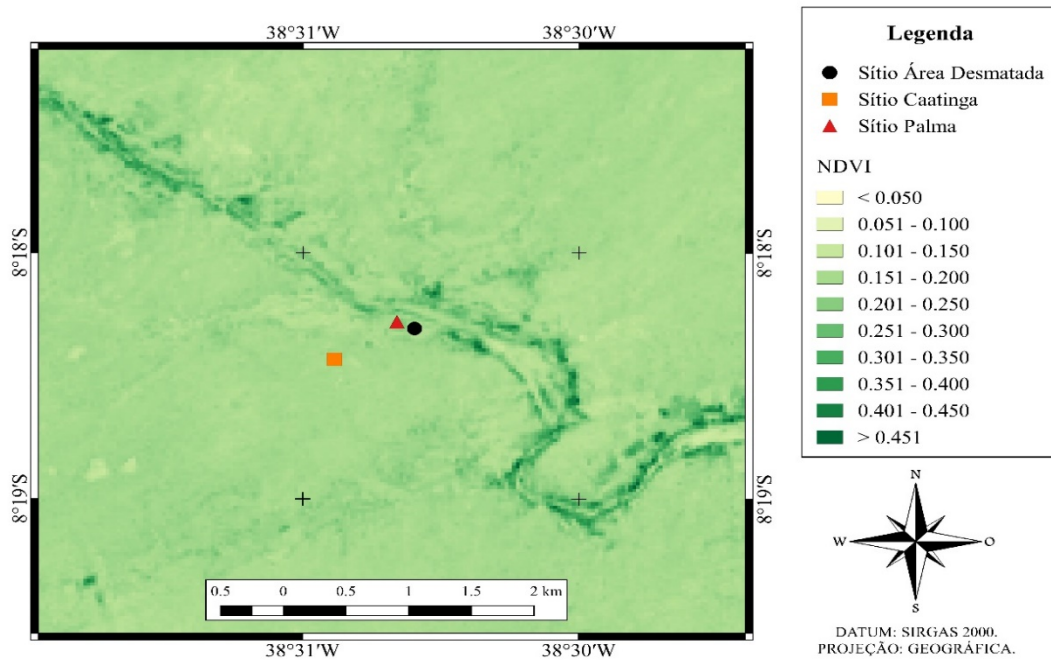 38°31′W 38°30′W
8°18′S 8°18′S
8°19′S 8°19′S
0.5 0 0.5 1 1.5 2 km
38°31′W 38°30′W
Legenda
Sítio Área Desmatada
Sítio Caatinga
Sítio Palma
NDVI
< 0.050
0.051 - 0.100
0.101 - 0.150
0.151 - 0.200
0.201 - 0.250
0.251 - 0.300
0.301 - 0.350
0.351 - 0.400
0.401 - 0.450
> 0.451
N
W O
S
DATUM: SIRGAS 2000.
PROJEÇÃO: GEOGRÁFICA.